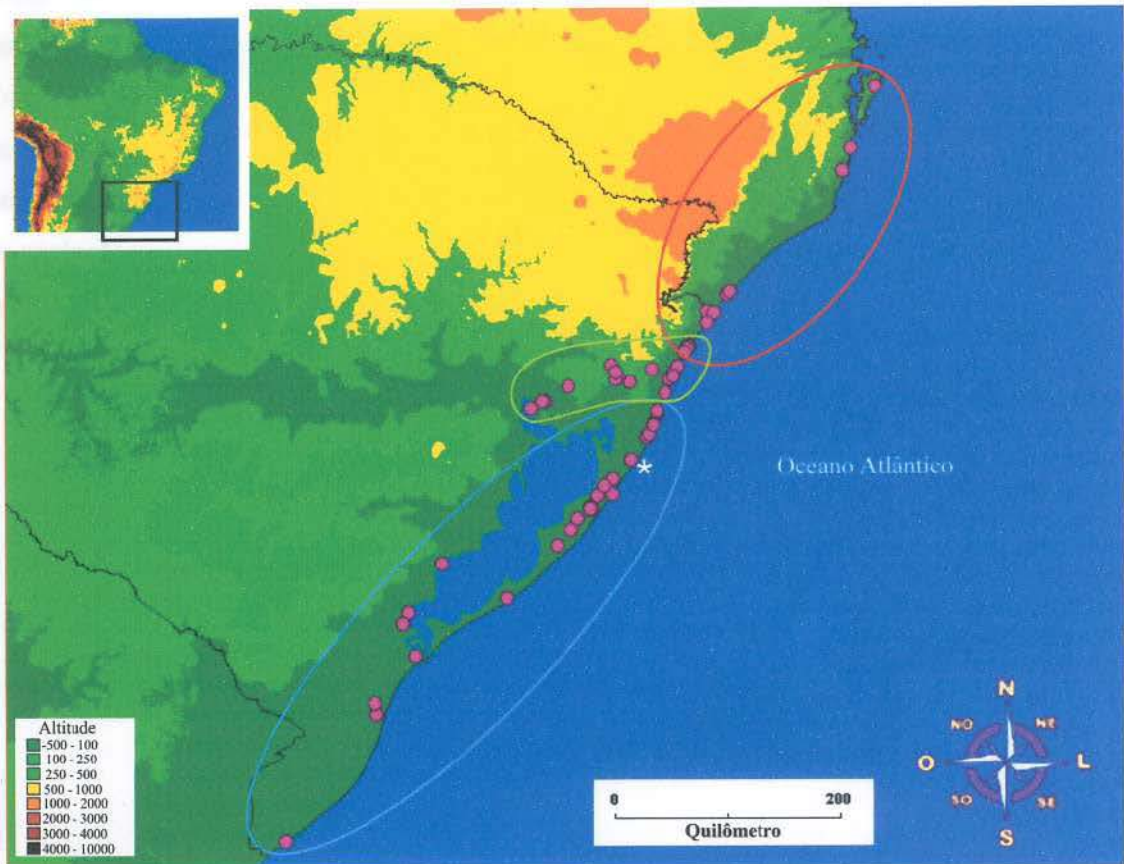 Oceano Atlântico
*
Altitude
-500 - 100
100 - 250
250 - 500
500 - 1000
1000 - 2000
2000 - 3000
3000 - 4000
4000 - 10000
0 200
Quilômetro
N
NO NE
O L
SO SE
S